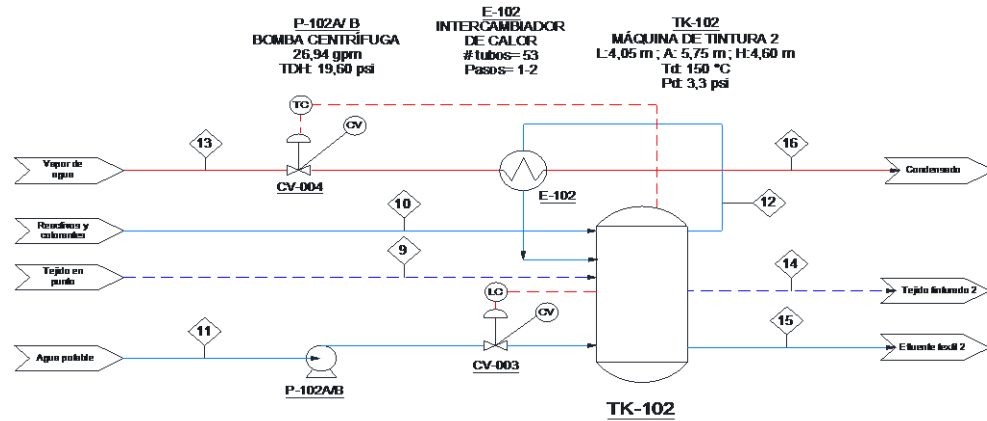 P-102A/ B
BOMBA CENTRÍFUGA
26,94 gpm
TDH: 19,60 psi
E-102
INTERCAMBIADOR
DE CALOR
# tubos= 53
Pasos= 1-2
TK-102
MÁQUINA DE TINTURA 2
L:4,05 m ; A: 5,75 m ; H:4,60 m
Td: 150 °C
Pd: 3,3 psi
TC
CV
13
16
Vapor de
agua
CV-004
E-102
Condensado
10
12
Reactivos y
colorantes
9
14
Tejido en
punto
LC
CV
Tejido tinturado 2
11
15
Agua potable
P-102A/B
CV-003
Efluente textil 2
TK-102